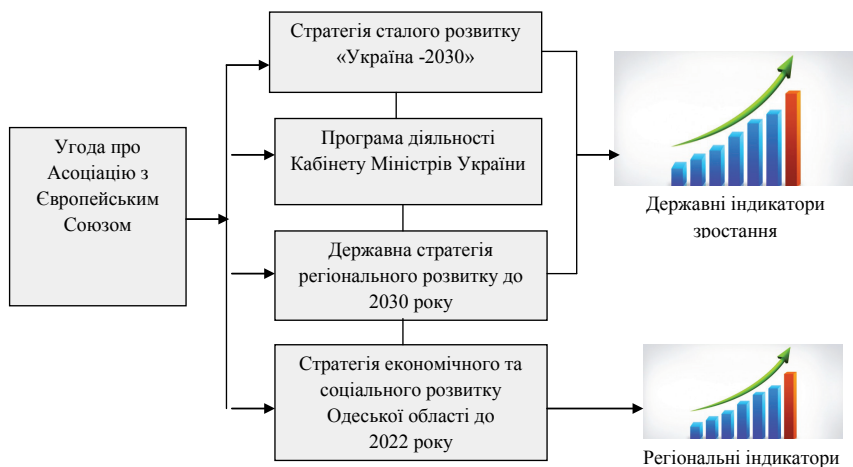 Стратегія сталого розвитку
«Україна -2030»
Угода про
Асоціацію з
Європейським
Союзом
Програма діяльності
Кабінету Міністрів України
Державна стратегія
регіонального розвитку до
2030 року
Стратегія економічного та
соціального розвитку
Одеської області до
2022 року
Державні індикатори
зростання
Регіональні індикатори